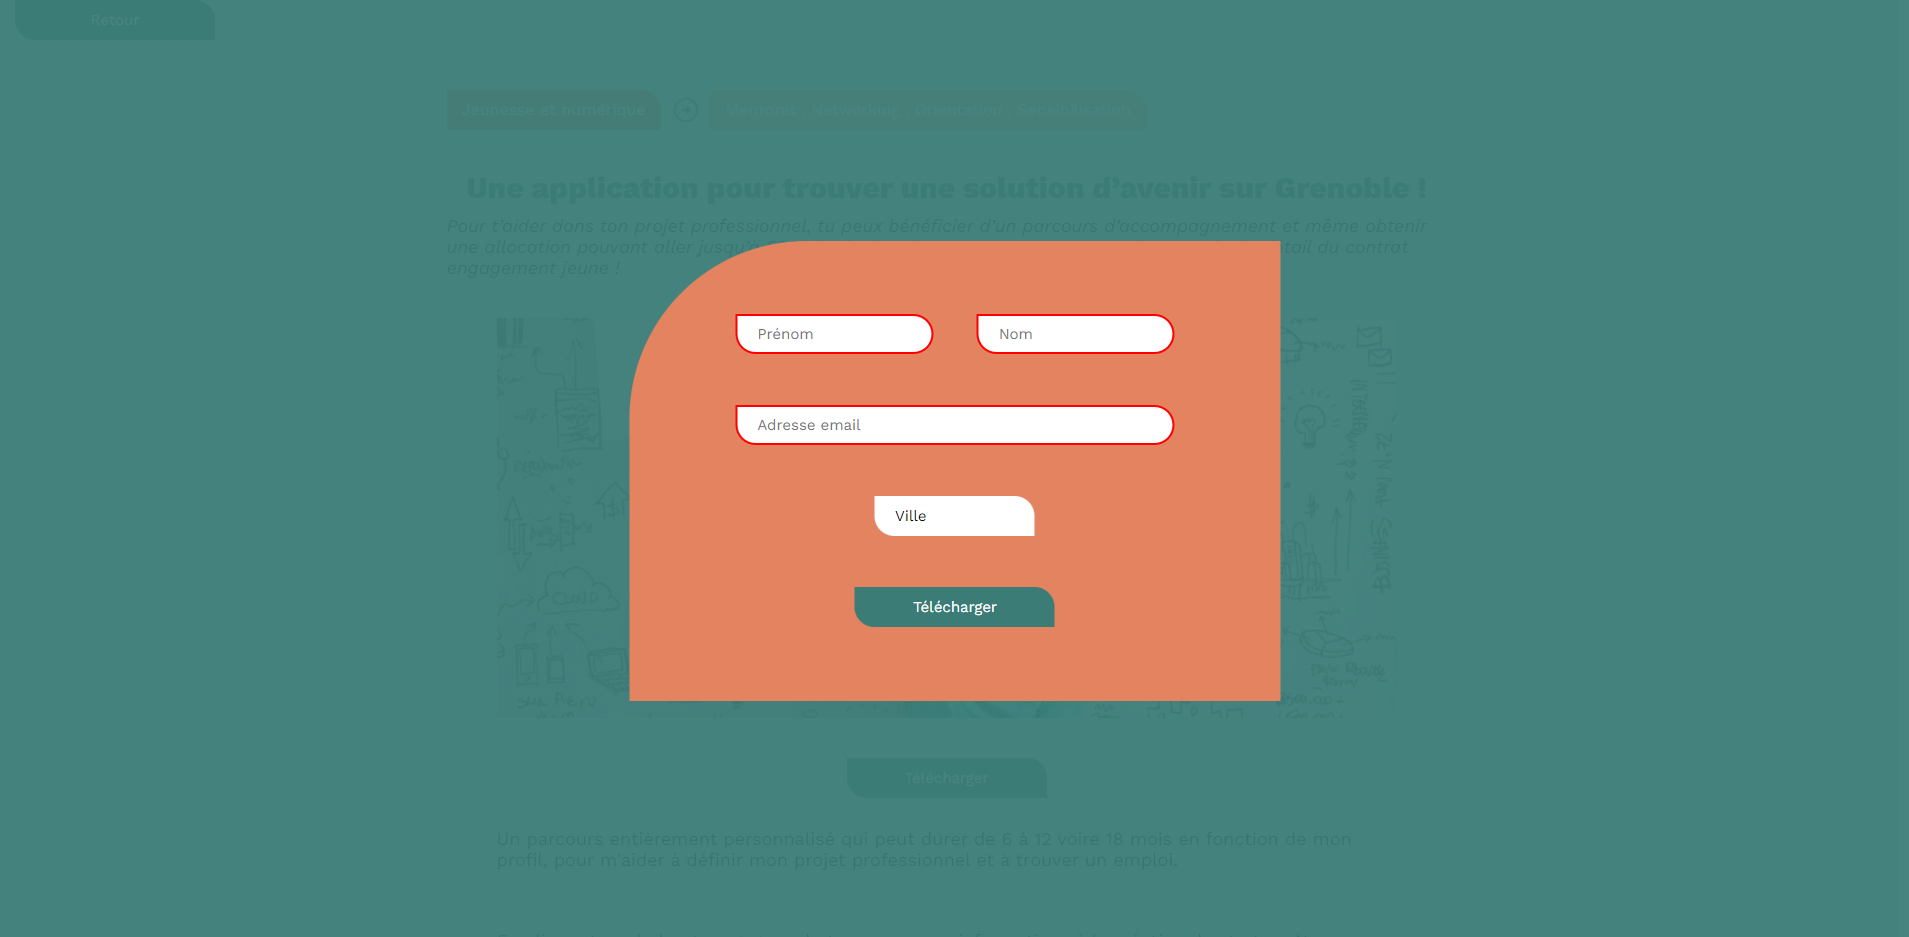 Retour
Jeunesse et numérique
Mentorat , Networking , Orientation , Sensibilisation
Une application pour trouver une solution d’avenir sur Grenoble !
Pour t’aider dans ton projet professionnel, tu peux bénéficier d’un parcours d’accompagnement et même obtenir
une allocation pouvant aller jusqu’à
tail du contrat
engagement jeune !
Prénom
Nom
Adresse email
Ville
Télécharger
CLOUD
Télécharger
Un parcours entièrement personnalisé qui peut durer de 6 à 12 voire 18 mois en fonction de mon
profil, pour m'aider à définir mon projet professionnel et à trouver un emploi.